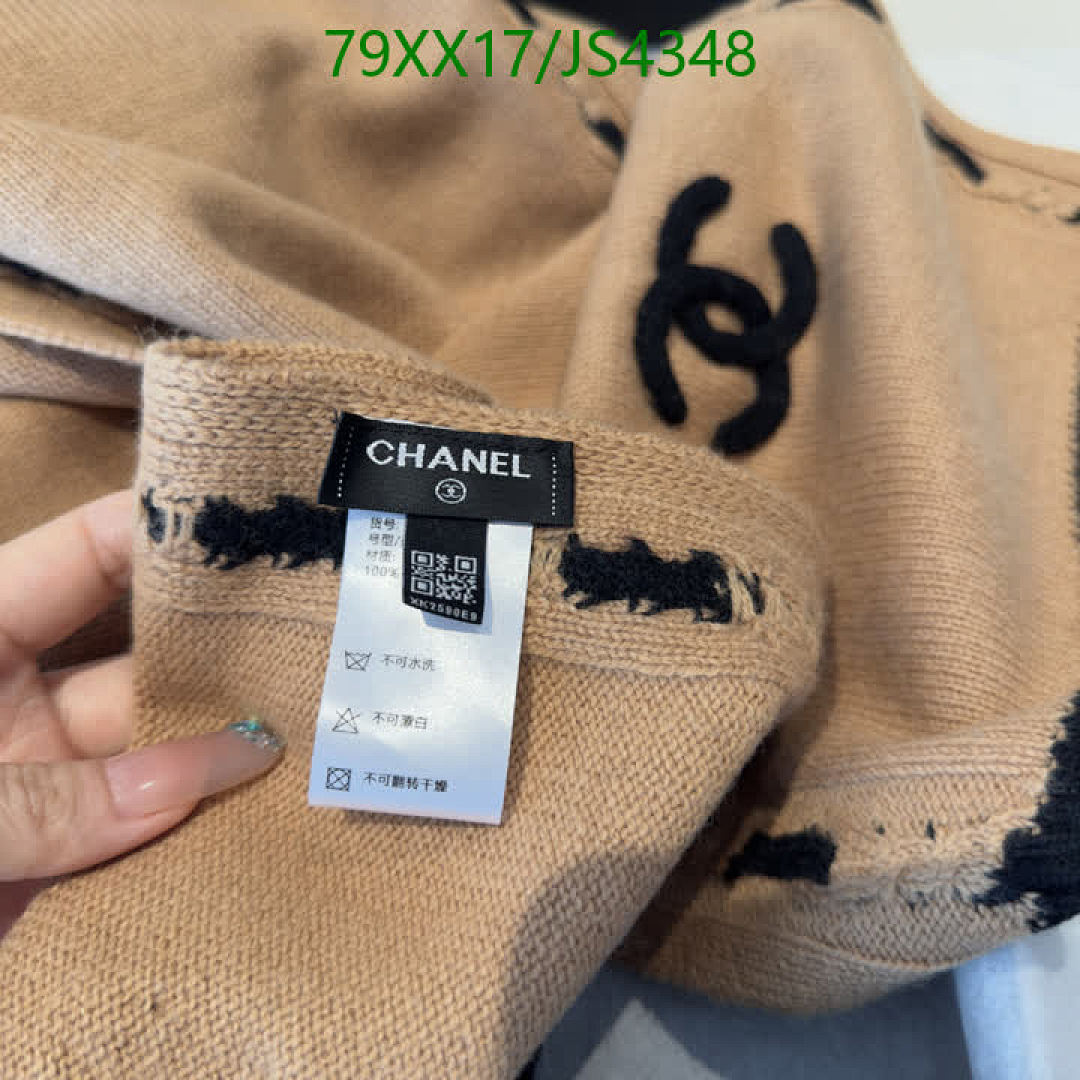 79XX17/JS4348
CHANEL
货号:
号型/
材质:
100%
XK2590E9
不可水洗
不可漂白
不可翻转干燥